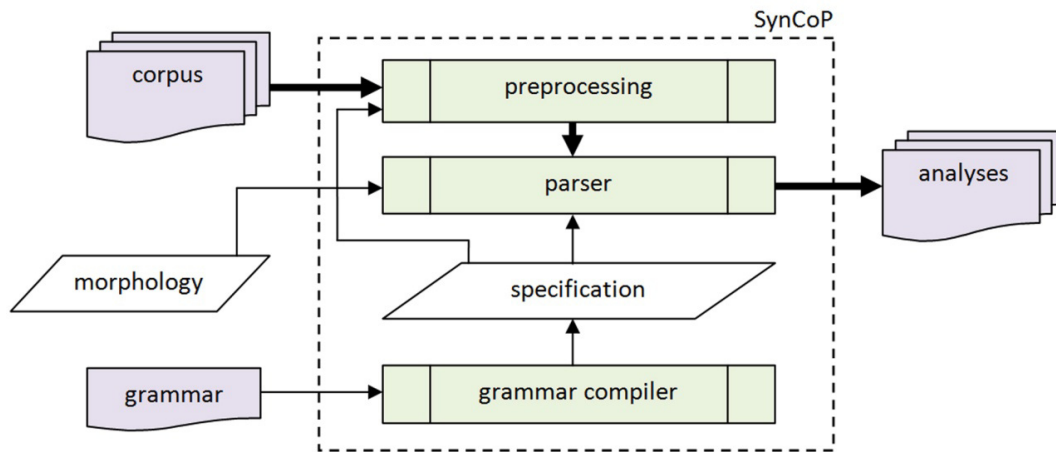 SynCoP
corpus
preprocessing
parser
analyses
morphology
specification
grammar
grammar compiler